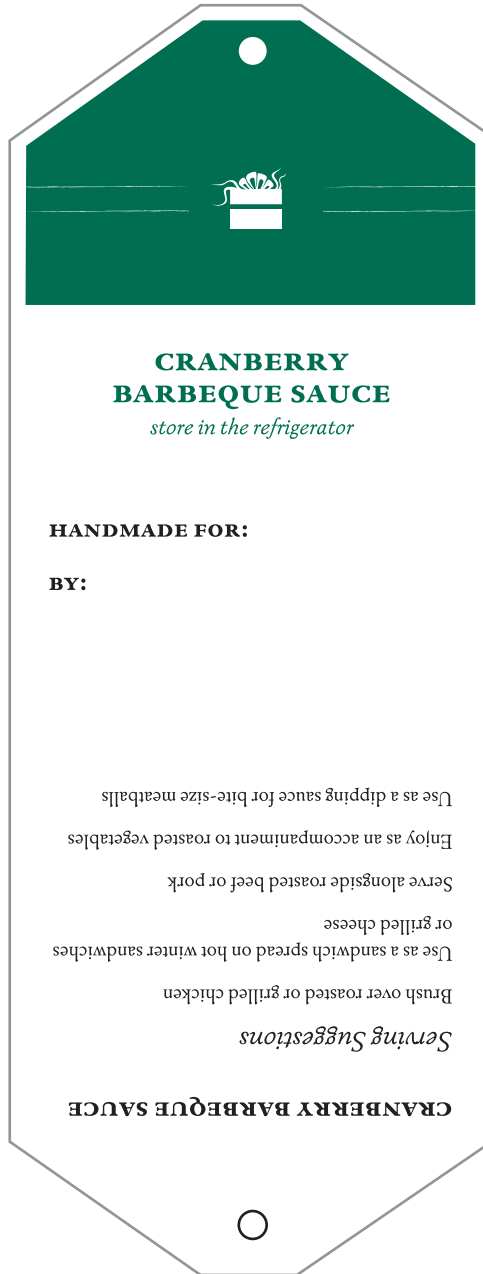 CRANBERRY
BARBEQUE SAUCE
store in the refrigerator
HANDMADE FOR:
BY:
CRANBERRY BARBEQUE SAUCE
Serving Suggestions
Brush over roasted or grilled chicken
Use as a sandwich spread on hot winter sandwiches
or grilled cheese
Serve alongside roasted beef or pork
Enjoy as an accompaniment to roasted vegetables
Use as a dipping sauce for bite-size meatballs